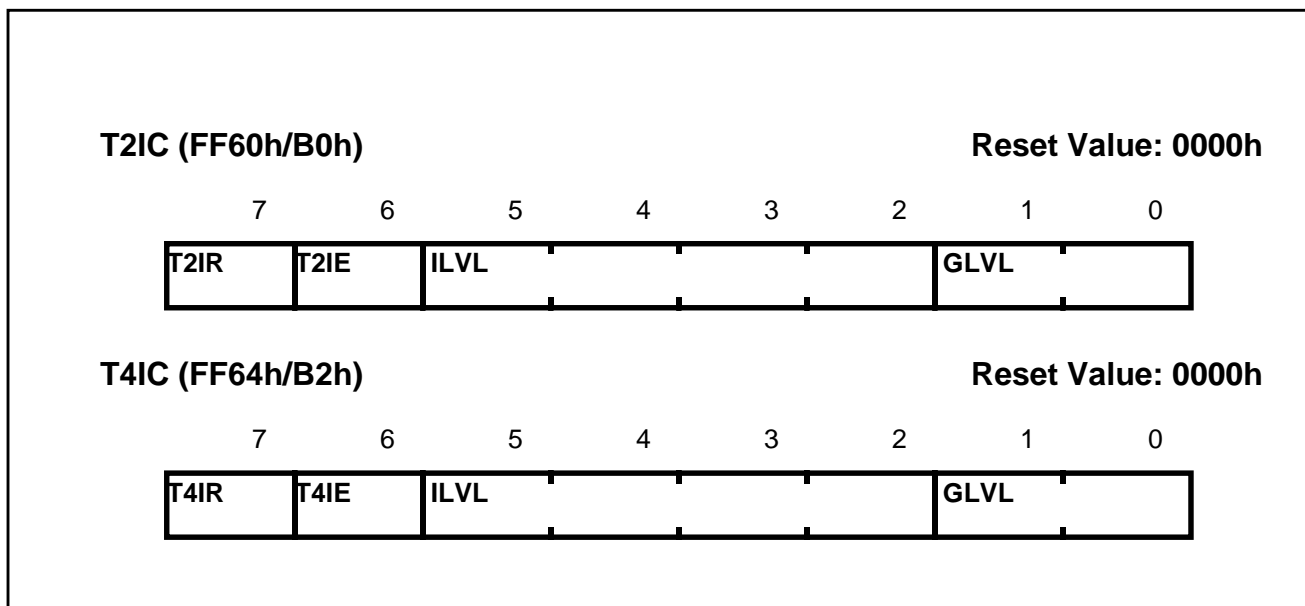 T2IC (FF60h/B0h) Reset Value: 0000h
7 6 5 4 3 2 1 0
T2IR T2IE ILVL GLVL
T4IC (FF64h/B2h) Reset Value: 0000h
7 6 5 4 3 2 1 0
T4IR T4IE ILVL GLVL